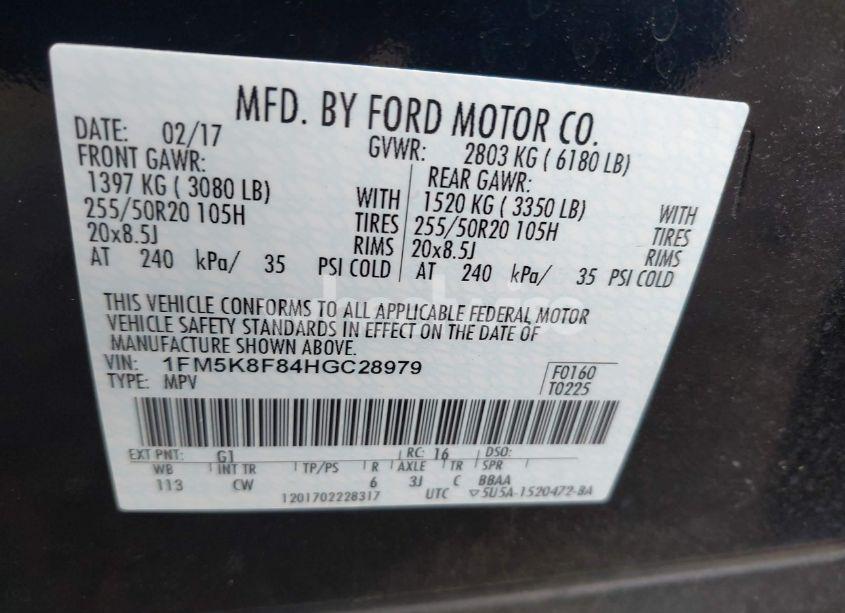 MFD. BY FORD MOTOR CO.
DATE: 02/17 GVWR: 2803 KG ( 6180 LB)
FRONT GAWR: REAR GAWR:
1397 KG ( 3080 LB) WITH 1520 KG ( 3350 LB) WITH
255/50R20 105H TIRES 255/50R20 105H TIRES
20x8.5J RIMS 20x8.5J RIMS
AT 240 kPa/ 35 PSI COLD AT 240 kPa/ 35 PSI COLD
THIS VEHICLE CONFORMS TO ALL APPLICABLE FEDERAL MOTOR
VEHICLE SAFETY STANDARDS IN EFFECT ON THE DATE OF
MANUFACTURE SHOWN ABOVE.
VIN: 1FM5K8F84HGC28979 F0160
TYPE: MPV T0225
EXT PNT: G1 RC: 16 DSO:
WB INT TR TP/PS R AXLE TR SPR
113 CW 6 3J C BBAA
1201702228317 UTC ▽5U5A-1520472-BA